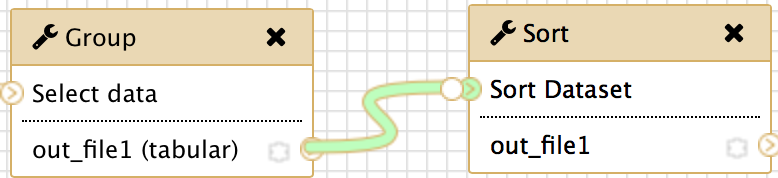 Group
Select data
out_file1 (tabular)
Sort
Sort Dataset
out_file1